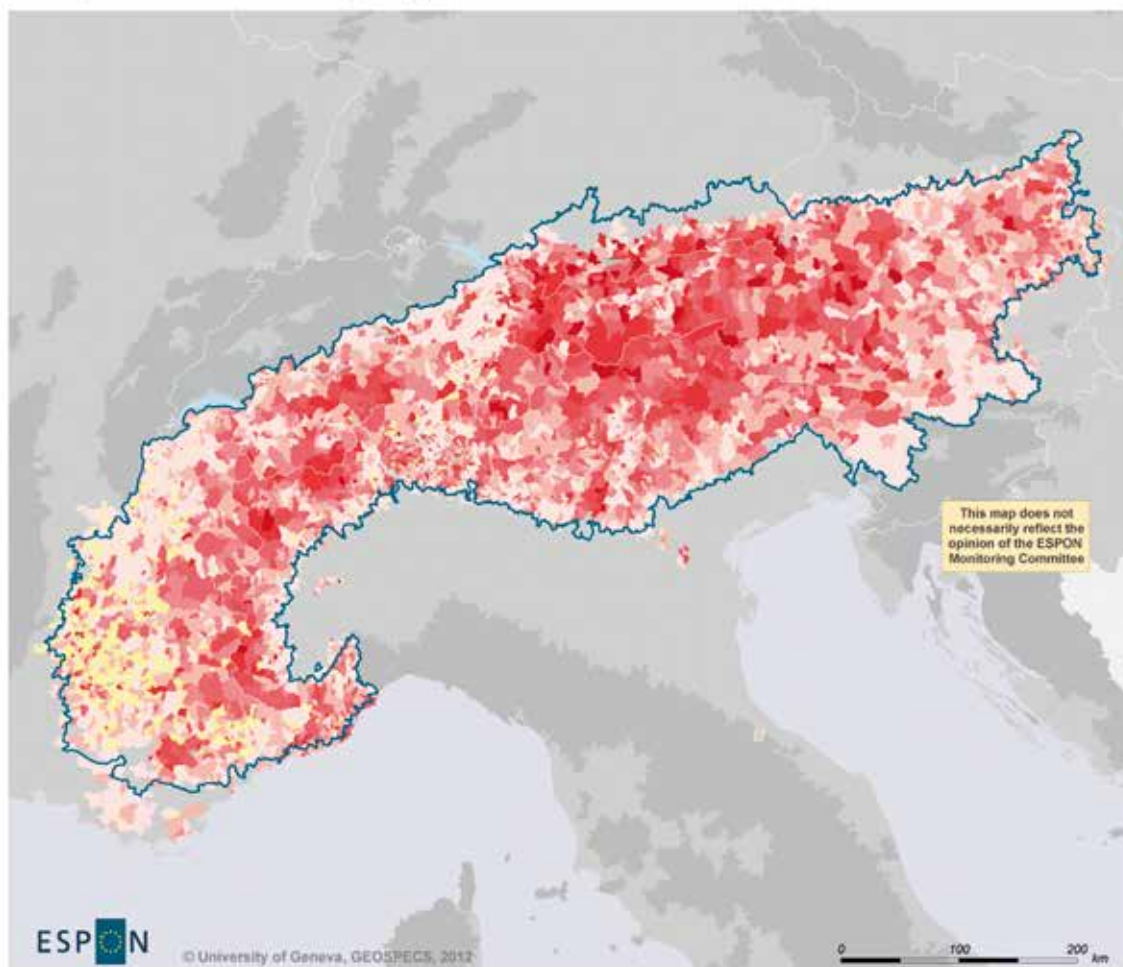 This map does not
necessarily reflect the
opinion of the ESPON
Monitoring Committee
ESPON
© University of Geneva, GEOSPECS, 2012
0 100 200
km